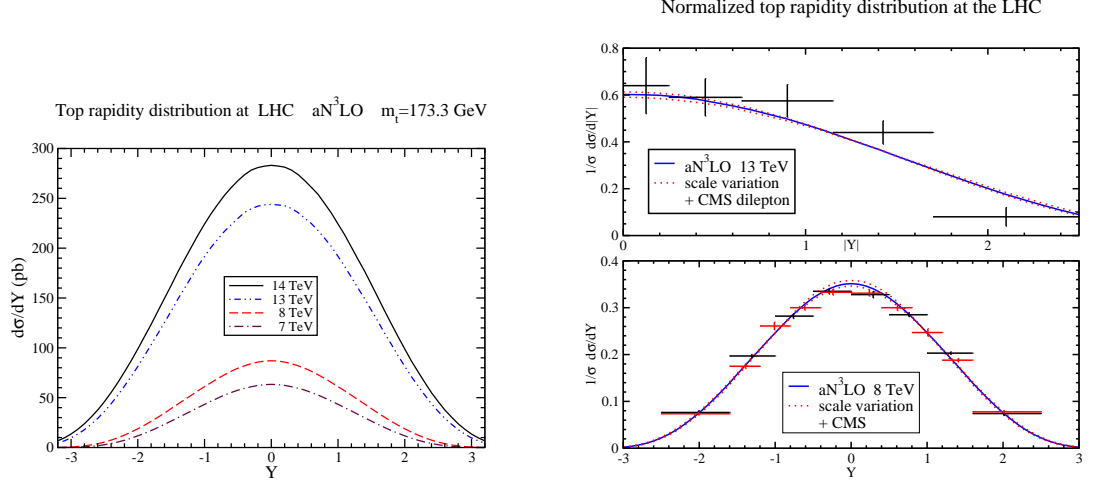 Top rapidity distribution at LHC aN³LO mₜ=173.3 GeV
300
250
200
150
100
50
0
dσ/dY (pb)
14 TeV
13 TeV
8 TeV
7 TeV
-3 -2 -1 0 1 2 3
Y
Normalized top rapidity distribution at the LHC
0.8
0.6
0.4
0.2
0
1/σ dσ/d|Y|
aN³LO 13 TeV
scale variation
+ CMS dilepton
0 1 2
|Y|
0.4
0.3
0.2
0.1
0
1/σ dσ/dY
aN³LO 8 TeV
scale variation
+ CMS
-3 -2 -1 0 1 2 3
Y